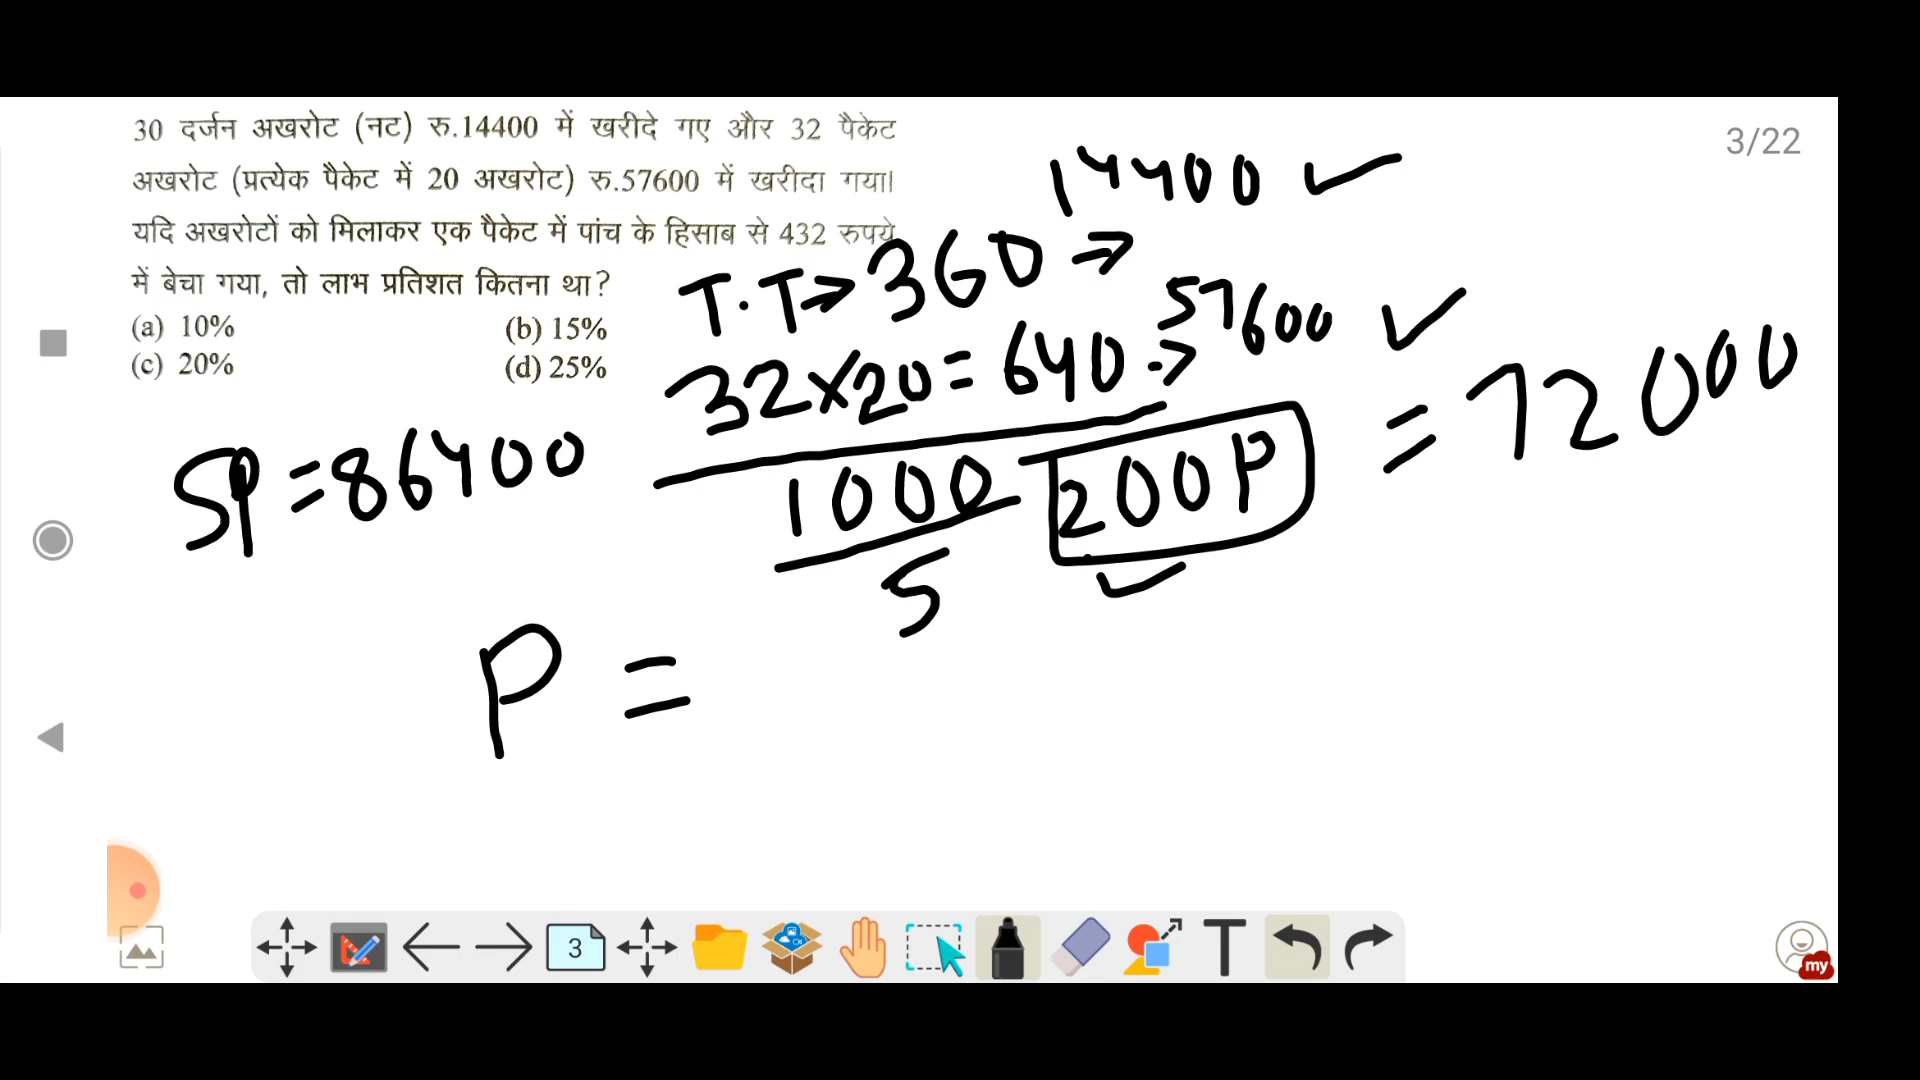 30 दर्जन अखरोट (नट) रु.14400 में खरीदे गए और 32 पैकेट
अखरोट (प्रत्येक पैकेट में 20 अखरोट) रु.57600 में खरीदा गया।
यदि अखरोटों को मिलाकर एक पैकेट में पांच के हिसाब से 432 रुपये
में बेचा गया, तो लाभ प्रतिशत कितना था?
(a) 10% (b) 15%
(c) 20% (d) 25%
3/22
14400 ✓
T.T→ 360 →
57600 ✓
32×20= 640 →
= 72000
SP=86400
1000 200P
5 ✓
P =
3
T
my